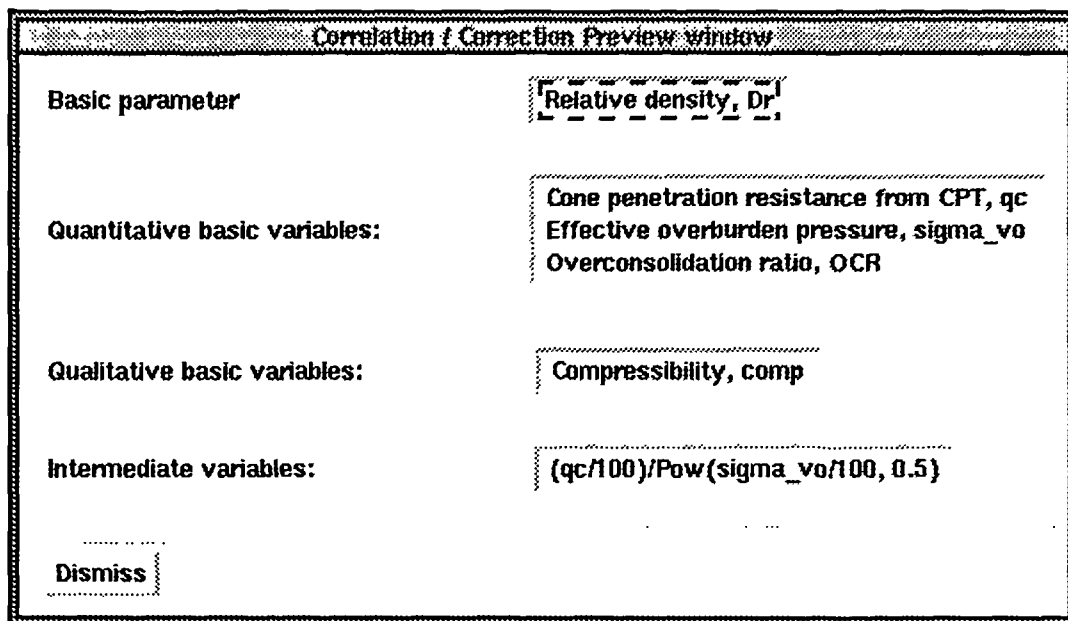 Correlation / Correction Preview window
Basic parameter
Relative density, Dr
Quantitative basic variables:
Cone penetration resistance from CPT, qc
Effective overburden pressure, sigma_vo
Overconsolidation ratio, OCR
Qualitative basic variables:
Compressibility, comp
Intermediate variables:
(qc/100)/Pow(sigma_vo/100, 0.5)
Dismiss